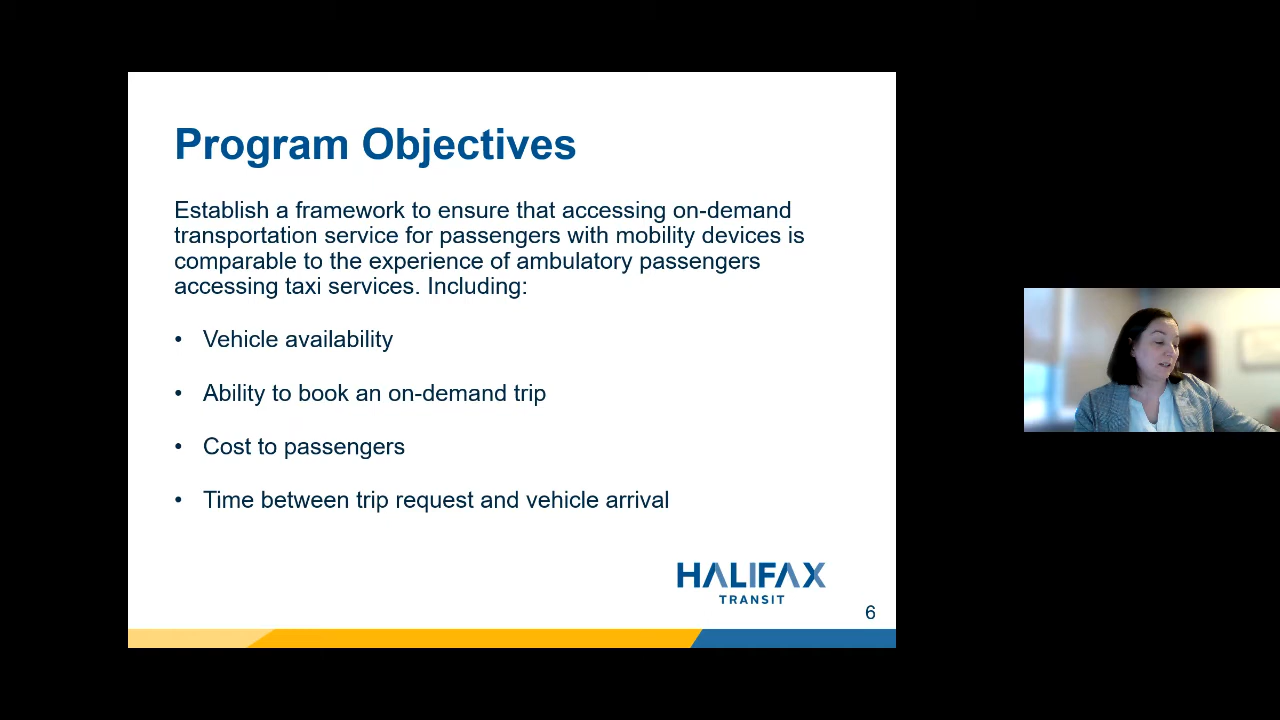 Program Objectives
Establish a framework to ensure that accessing on-demand
transportation service for passengers with mobility devices is
comparable to the experience of ambulatory passengers
accessing taxi services. Including:
• Vehicle availability
• Ability to book an on-demand trip
• Cost to passengers
• Time between trip request and vehicle arrival
HALIFAX
TRANSIT
6